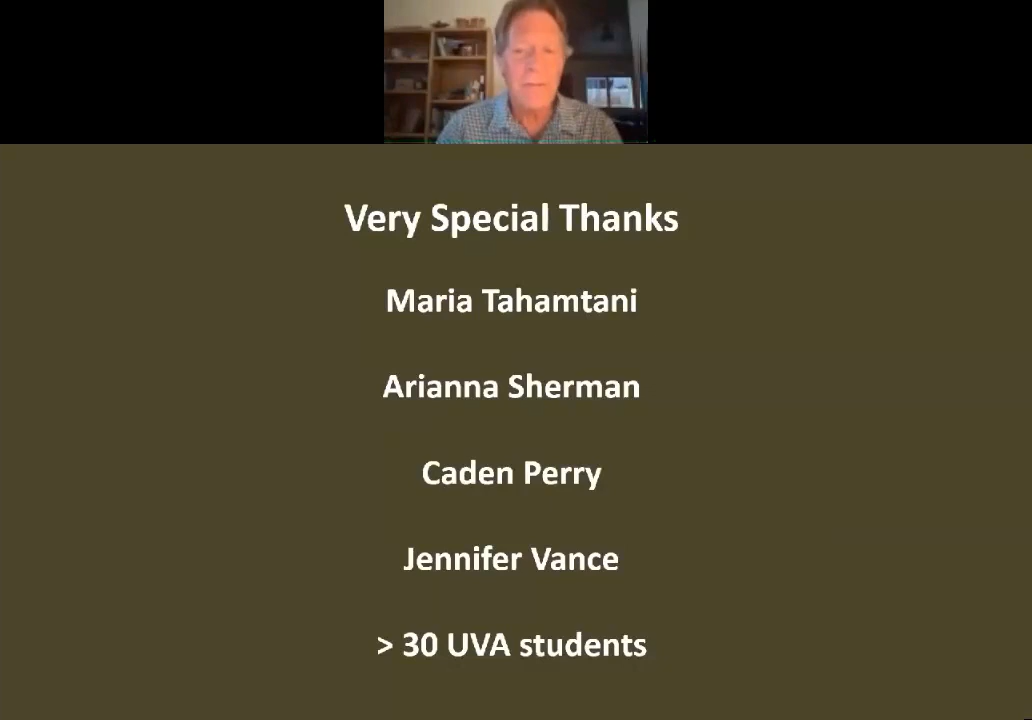 Very Special Thanks
Maria Tahamtani
Arianna Sherman
Caden Perry
Jennifer Vance
> 30 UVA students